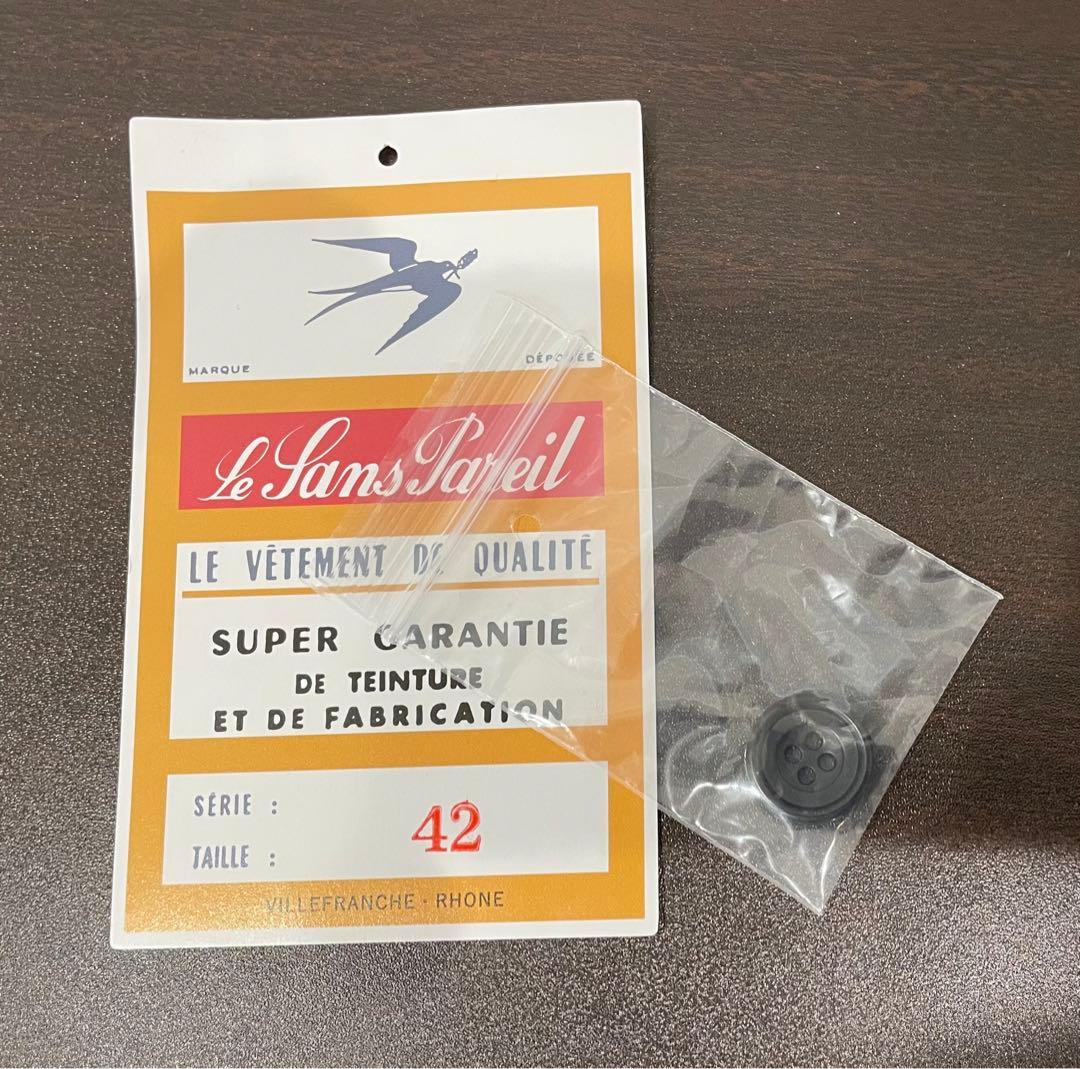 MARQUE DÉPOSÉE
Le Sans Pareil
LE VÊTEMENT DE QUALITÉ
SUPER GARANTIE
DE TEINTURE
ET DE FABRICATION
SÉRIE :
42
TAILLE :
VILLEFRANCHE - RHONE